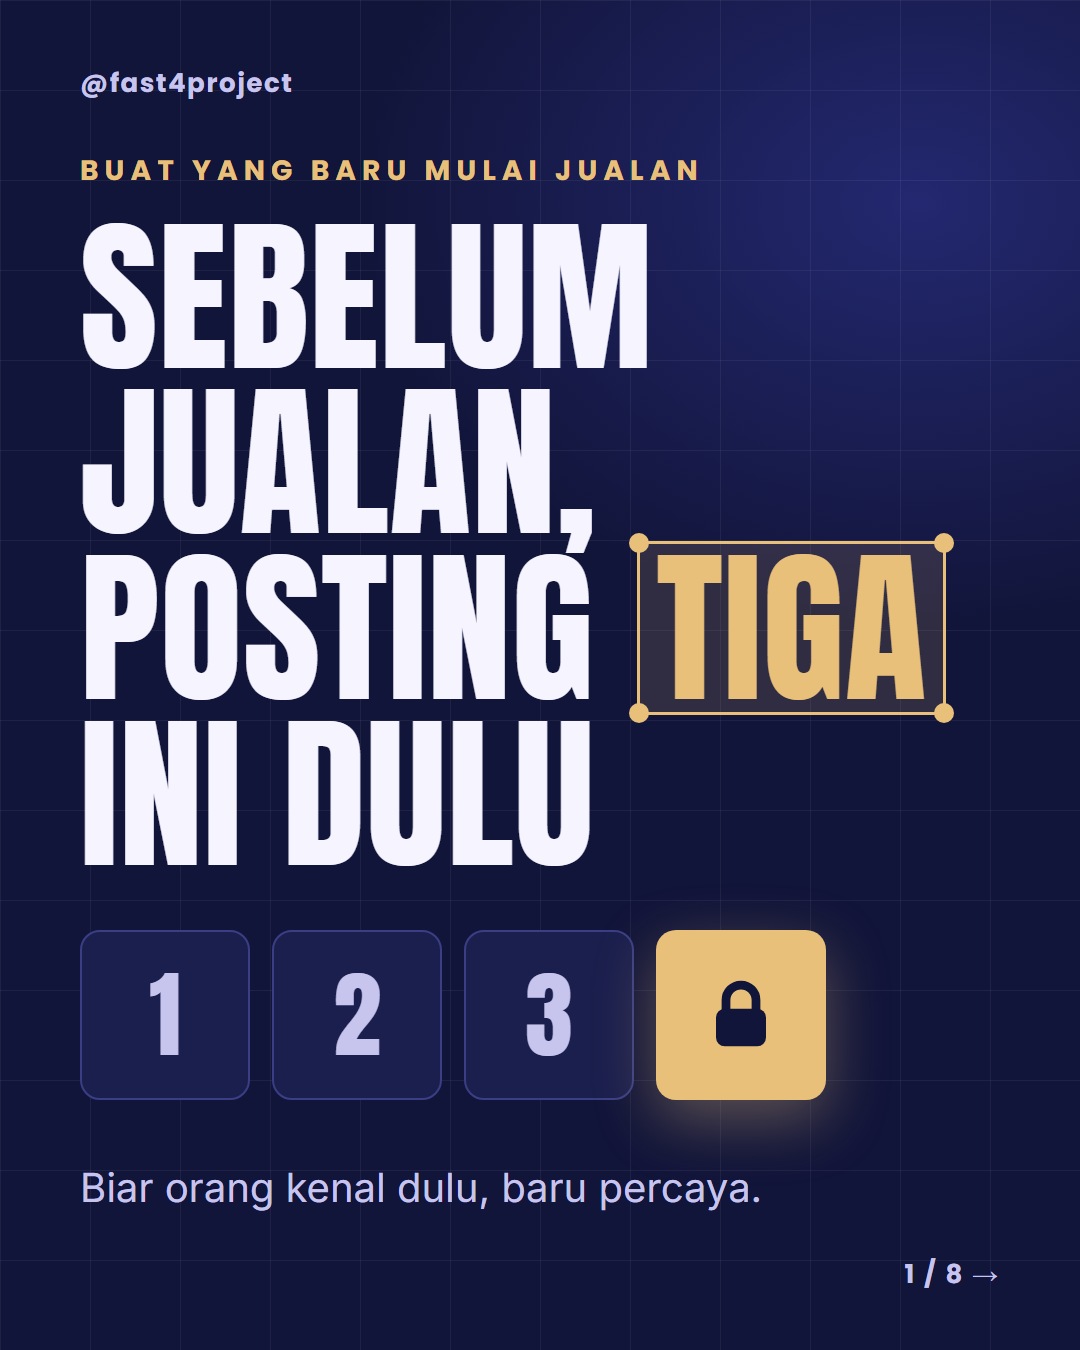 @fast4project
BUAT YANG BARU MULAI JUALAN
SEBELUM
JUALAN,
POSTING TIGA
INI DULU
1 2 3
Biar orang kenal dulu, baru percaya.
1 / 8 →